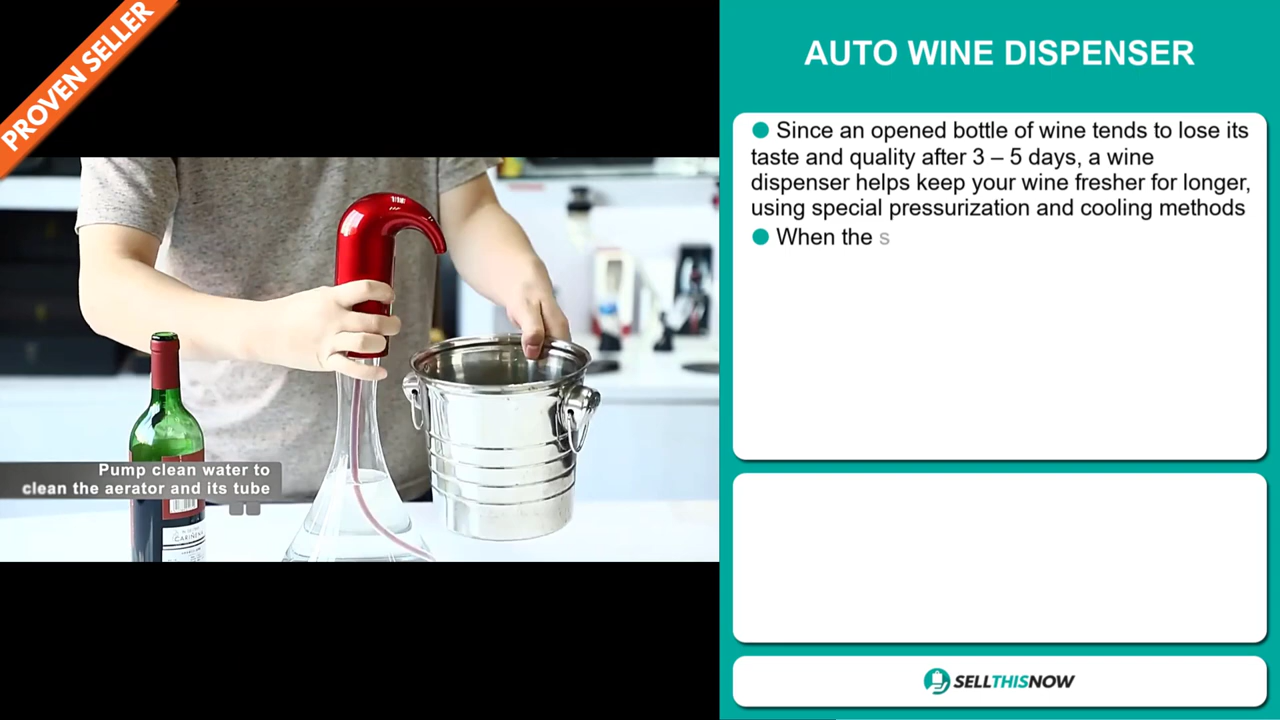 PROVEN SELLER
AUTO WINE DISPENSER
● Since an opened bottle of wine tends to lose its
taste and quality after 3 – 5 days, a wine
dispenser helps keep your wine fresher for longer,
using special pressurization and cooling methods
● When the s
Pump clean water to
clean the aerator and its tube
CARIÑENA
SELLTHISNOW